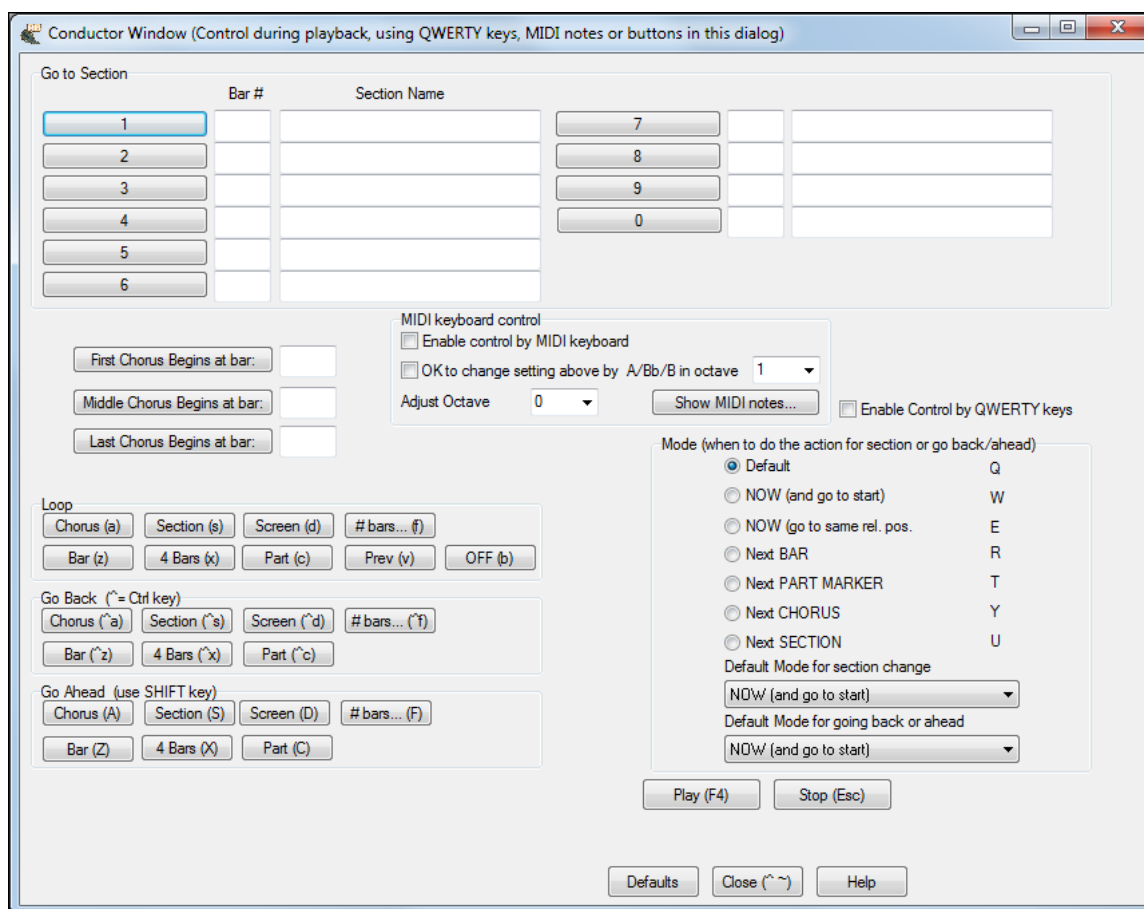 Conductor Window (Control during playback, using QWERTY keys, MIDI notes or buttons in this dialog)
Go to Section
Bar # Section Name
1 7
2 8
3 9
4 0
5
6
First Chorus Begins at bar:
Middle Chorus Begins at bar:
Last Chorus Begins at bar:
MIDI keyboard control
Enable control by MIDI keyboard
OK to change setting above by A/Bb/B in octave 1
Adjust Octave 0 Show MIDI notes...
Enable Control by QWERTY keys
Loop
Chorus (a) Section (s) Screen (d) # bars... (f)
Bar (z) 4 Bars (x) Part (c) Prev (v) OFF (b)
Go Back (^= Ctrl key)
Chorus (^a) Section (^s) Screen (^d) # bars... (^f)
Bar (^z) 4 Bars (^x) Part (^c)
Go Ahead (use SHIFT key)
Chorus (A) Section (S) Screen (D) # bars... (F)
Bar (Z) 4 Bars (X) Part (C)
Mode (when to do the action for section or go back/ahead)
Default Q
NOW (and go to start) W
NOW (go to same rel. pos. E
Next BAR R
Next PART MARKER T
Next CHORUS Y
Next SECTION U
Default Mode for section change
NOW (and go to start)
Default Mode for going back or ahead
NOW (and go to start)
Play (F4) Stop (Esc)
Defaults Close (^ ~) Help